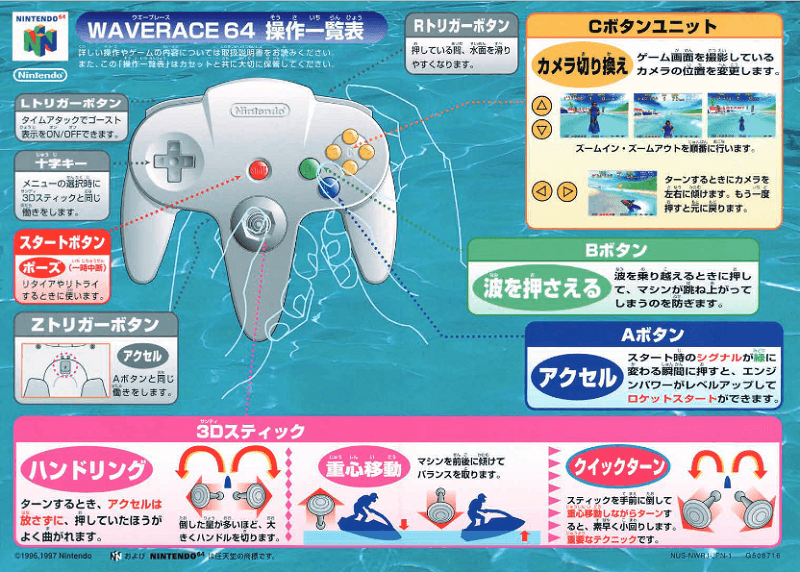 NINTENDO64
WAVERACE 64 操作一覧表
ウエーブレース
そうさいちらんひょう
詳しい操作やゲームの内容については取扱説明書をお読みください。
また、この「操作一覧表」はカセットと共に大切に保管してください。
Nintendo
Lトリガーボタン
タイムアタックでゴースト
表示をON/OFFできます。
十字キー
メニューの選択時に
3Dスティックと同じ
働きをします。
スタートボタン
ポーズ(一時中断)
リタイアやリトライ
するときに使います。
Zトリガーボタン
アクセル
Aボタンと同じ
働きをします。
Nintendo
Rトリガーボタン
押している間、水面を滑り
やすくなります。
Cボタンユニット
カメラ切り換え
ゲーム画面を撮影している
カメラの位置を変更します。
ズームイン・ズームアウトを順番に行います。
ターンするときにカメラを
左右に傾けます。もう一度
押すと元に戻ります。
Bボタン
波を押さえる
波を乗り越えるときに押し
て、マシンが跳ね上がって
しまうのを防ぎます。
Aボタン
アクセル
スタート時のシグナルが緑に
変わる瞬間に押すと、エンジ
ンパワーがレベルアップして
ロケットスタートができます。
3Dスティック
ハンドリング
ターンするとき、アクセルは
放さずに、押していたほうが
よく曲がれます。
倒した量が多いほど、大
きくハンドルを切ります。
重心移動
マシンを前後に傾けて
バランスを取ります。
クイックターン
スティックを手前に倒して
重心移動しながらターンす
ると、素早く小回りします。
重要なテクニックです。
©1996,1997 Nintendo
および NINTENDO64 は任天堂の商標です。
NUS-NWRJ-JPN-1